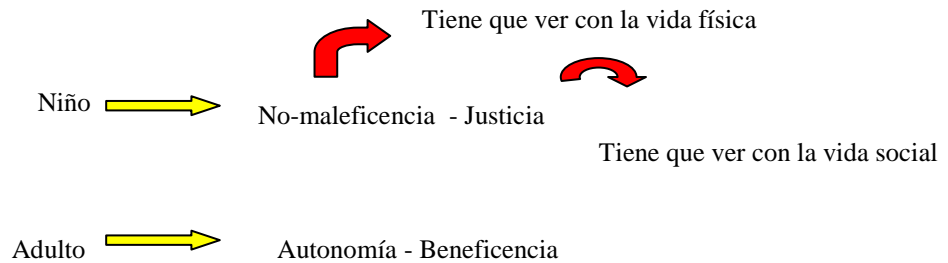 Tiene que ver con la vida física
Niño
No-maleficencia - Justicia
Tiene que ver con la vida social
Adulto
Autonomía - Beneficencia